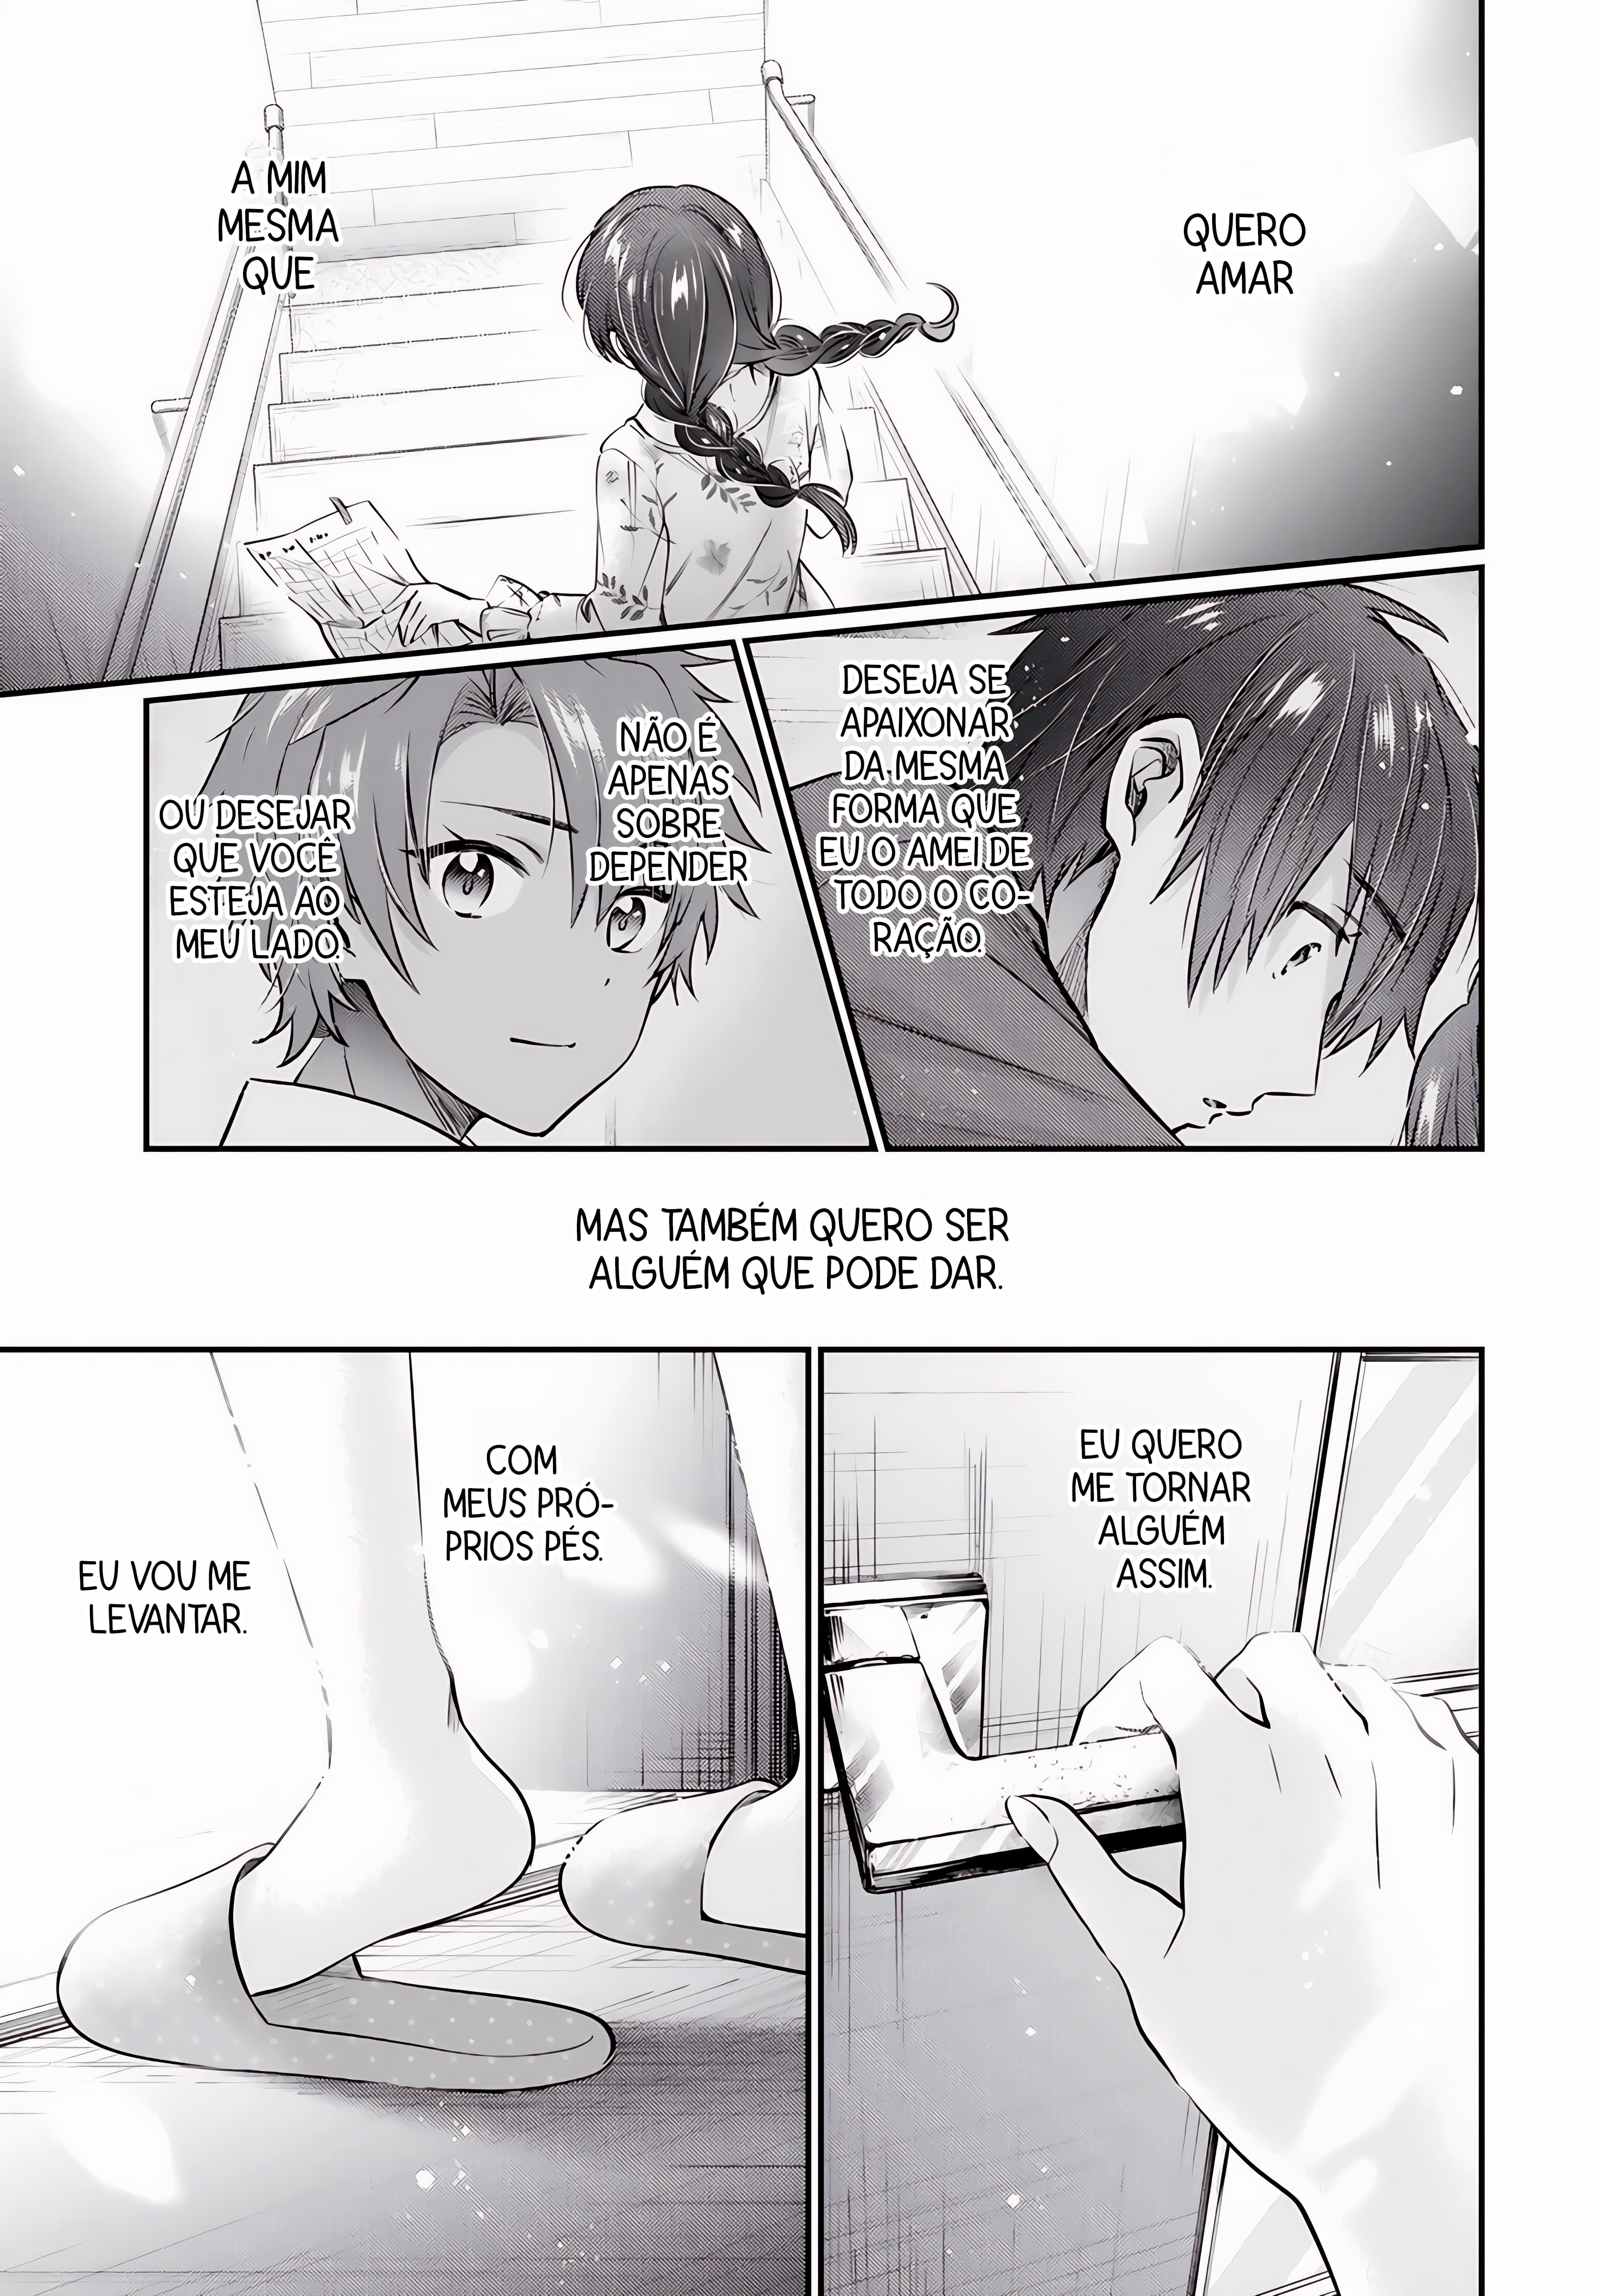 QUERO
AMAR
A MIM
MESMA
QUE
DESEJA SE
APAIXONAR
DA MESMA
FORMA QUE
EU O AMEI DE
TODO O CO-
RAÇÃO.
NÃO É
APENAS
SOBRE
DEPENDER
OU DESEJAR
QUE VOCÊ
ESTEJA AO
MEU LADO.
MAS TAMBÉM QUERO SER
ALGUÉM QUE PODE DAR.
EU QUERO
ME TORNAR
ALGUÉM
ASSIM.
COM
MEUS PRÓ-
PRIOS PÉS.
EU VOU ME
LEVANTAR.